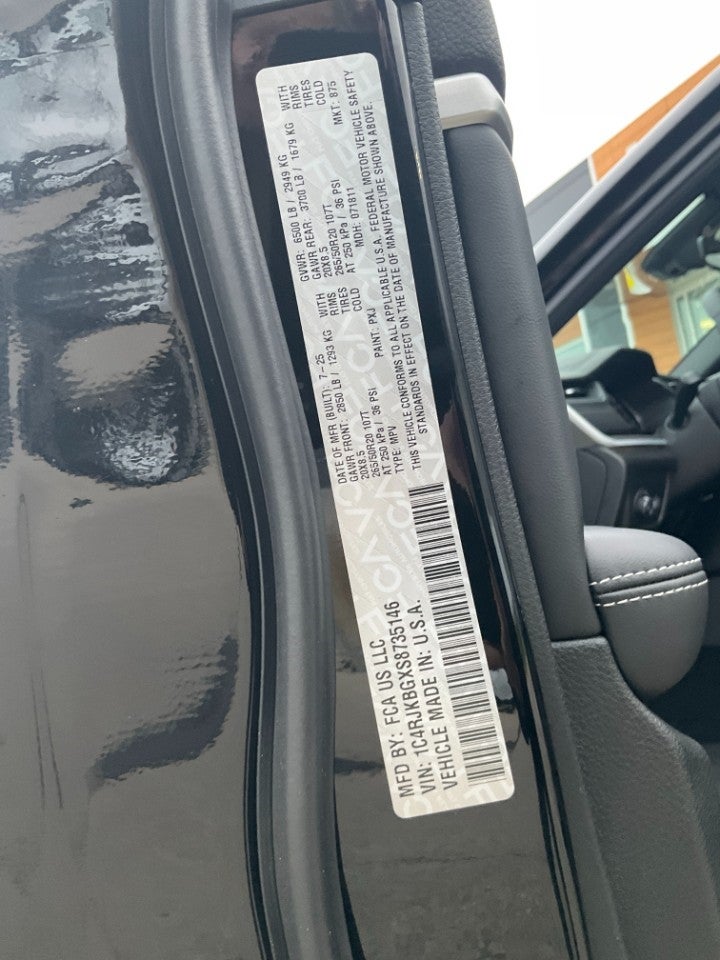 MFD BY: FCA US LLC
VIN: 1C4RJKBGXS8735146
VEHICLE MADE IN: U.S.A.
DATE OF MFR (BUILT): 7-25
GAWR FRONT: 2850 LB / 1293 KG WITH
20X8.5 RIMS
265/50R20 107T TIRES
AT 250 kPa / 36 PSI COLD
TYPE: MPV PAINT: PXJ
GVWR: 6500 LB / 2949 KG
GAWR REAR: 3700 LB / 1679 KG WITH
20X8.5 RIMS
265/50R20 107T TIRES
AT 250 kPa / 36 PSI COLD
MDH: 071811 MKT: 875
THIS VEHICLE CONFORMS TO ALL APPLICABLE U.S.A. FEDERAL MOTOR VEHICLE SAFETY
STANDARDS IN EFFECT ON THE DATE OF MANUFACTURE SHOWN ABOVE.